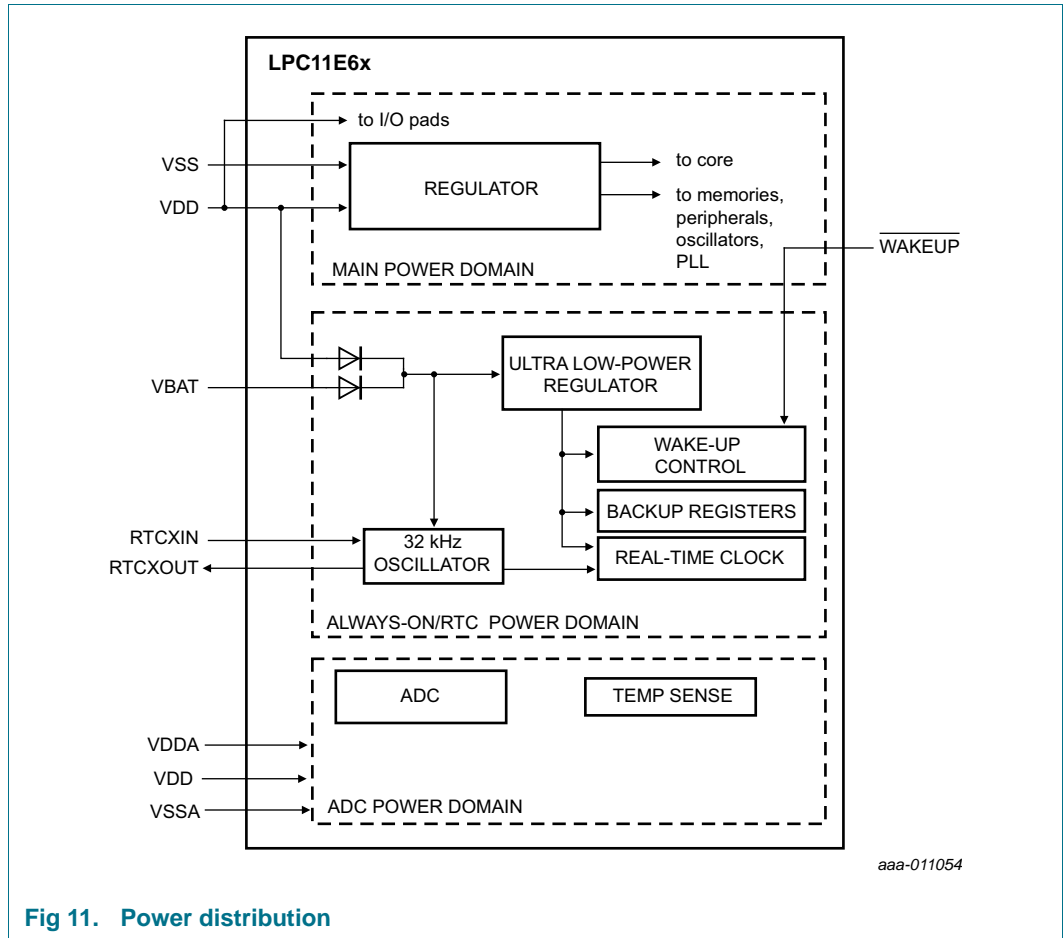 LPC11E6x
to I/O pads
VSS
VDD
REGULATOR
to core
to memories,
peripherals,
oscillators,
PLL
WAKEUP
MAIN POWER DOMAIN
VBAT
ULTRA LOW-POWER
REGULATOR
WAKE-UP
CONTROL
BACKUP REGISTERS
REAL-TIME CLOCK
RTCXIN
RTCXOUT
32 kHz
OSCILLATOR
ALWAYS-ON/RTC POWER DOMAIN
ADC
TEMP SENSE
VDDA
VDD
VSSA
ADC POWER DOMAIN
aaa-011054
Fig 11. Power distribution